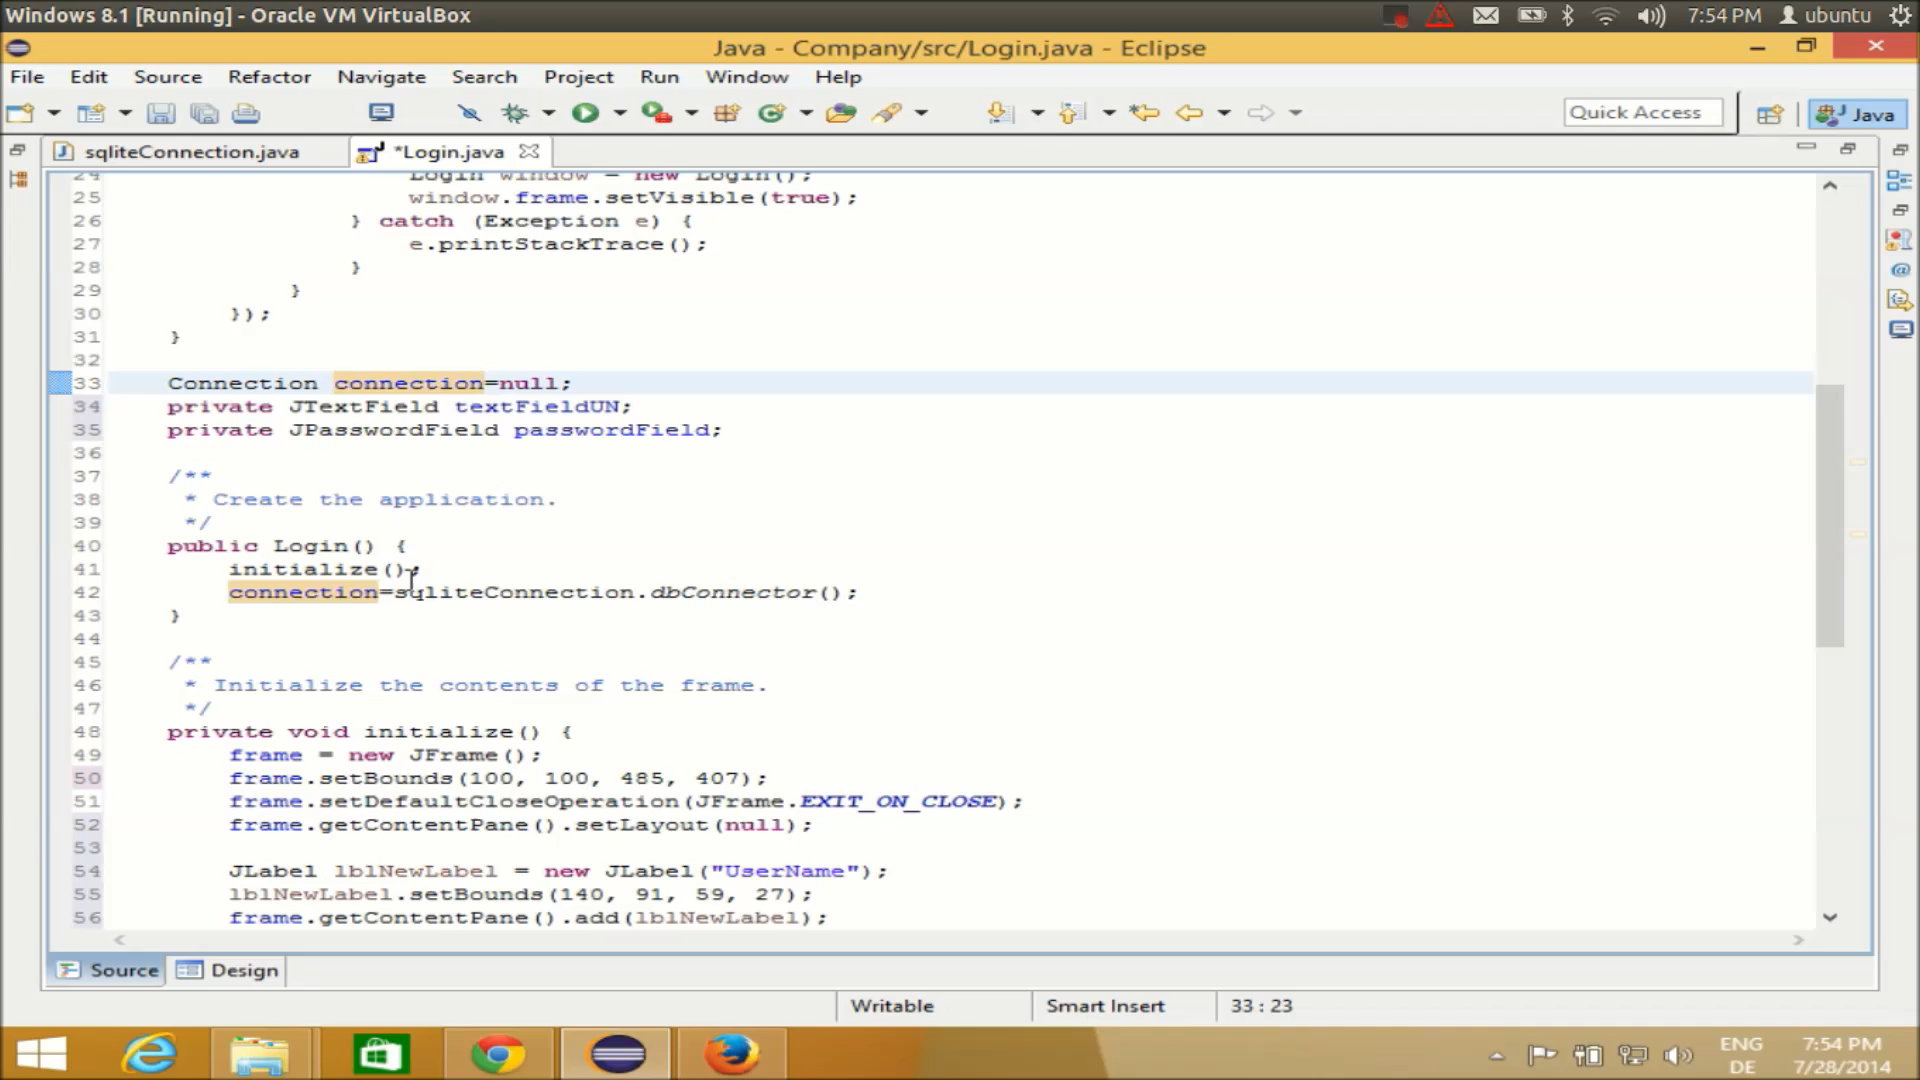 Windows 8.1 [Running] - Oracle VM VirtualBox
7:54 PM ubuntu
Java - Company/src/Login.java - Eclipse
File Edit Source Refactor Navigate Search Project Run Window Help
Quick Access Java
sqliteConnection.java *Login.java
24 Login window = new Login();
25 window.frame.setVisible(true);
26 } catch (Exception e) {
27 e.printStackTrace();
28 }
29 }
30 });
31 }
32
33 Connection connection=null;
34 private JTextField textFieldUN;
35 private JPasswordField passwordField;
36
37 /**
38 * Create the application.
39 */
40 public Login() {
41 initialize();
42 connection=sqliteConnection.dbConnector();
43 }
44
45 /**
46 * Initialize the contents of the frame.
47 */
48 private void initialize() {
49 frame = new JFrame();
50 frame.setBounds(100, 100, 485, 407);
51 frame.setDefaultCloseOperation(JFrame.EXIT_ON_CLOSE);
52 frame.getContentPane().setLayout(null);
53
54 JLabel lblNewLabel = new JLabel("UserName");
55 lblNewLabel.setBounds(140, 91, 59, 27);
56 frame.getContentPane().add(lblNewLabel);
Source Design
Writable Smart Insert 33 : 23
ENG 7:54 PM
DE 7/28/2014